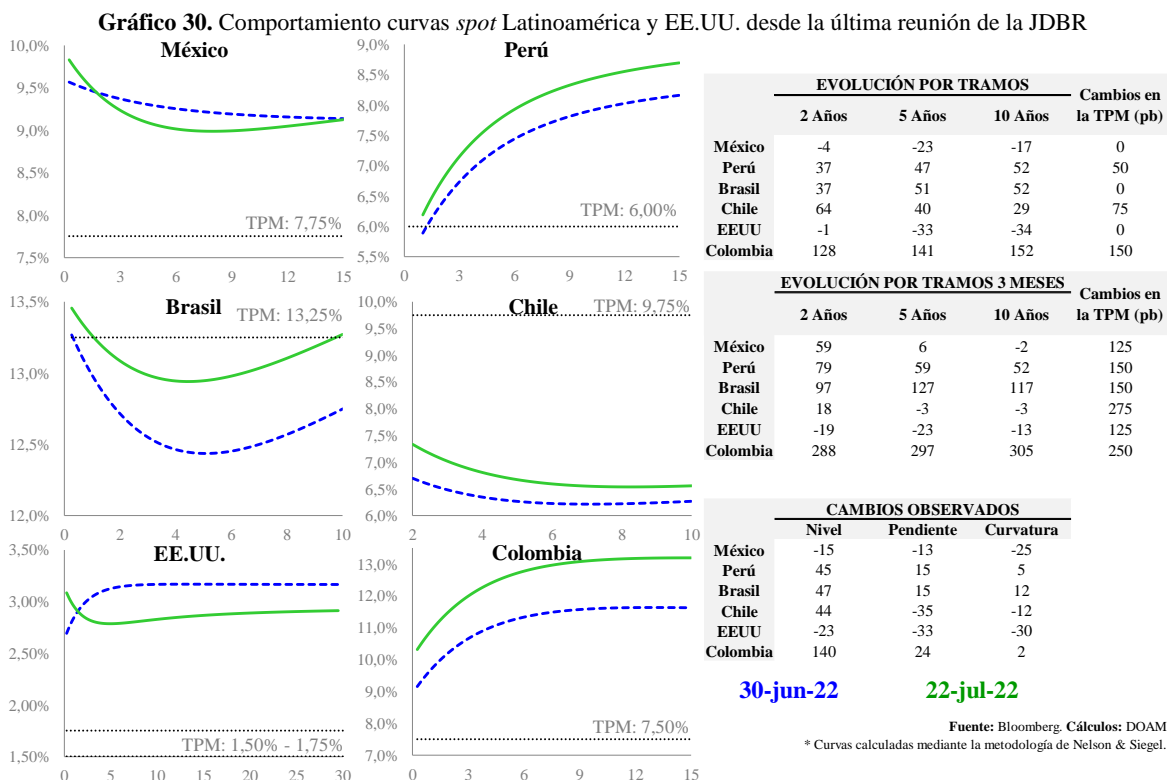 Gráfico 30. Comportamiento curvas spot Latinoamérica y EE.UU. desde la última reunión de la JDBR
México
10,0%
9,5%
9,0%
8,5%
8,0%
7,5%
TPM: 7,75%
0 3 6 9 12 15
Perú
9,0%
8,5%
8,0%
7,5%
7,0%
6,5%
6,0%
5,5%
TPM: 6,00%
0 3 6 9 12 15
Brasil
13,5%
13,0%
12,5%
12,0%
TPM: 13,25%
0 2 4 6 8 10
Chile
10,0%
9,5%
9,0%
8,5%
8,0%
7,5%
7,0%
6,5%
6,0%
TPM: 9,75%
2 4 6 8 10
EE.UU.
3,50%
3,00%
2,50%
2,00%
1,50%
TPM: 1,50% - 1,75%
0 5 10 15 20 25 30
Colombia
13,0%
12,0%
11,0%
10,0%
9,0%
8,0%
7,0%
TPM: 7,50%
0 3 6 9 12 15
EVOLUCIÓN POR TRAMOS Cambios en la TPM (pb)
2 Años 5 Años 10 Años
México -4 -23 -17 0
Perú 37 47 52 50
Brasil 37 51 52 0
Chile 64 40 29 75
EEUU -1 -33 -34 0
Colombia 128 141 152 150
EVOLUCIÓN POR TRAMOS 3 MESES Cambios en la TPM (pb)
2 Años 5 Años 10 Años
México 59 6 -2 125
Perú 79 59 52 150
Brasil 97 127 117 150
Chile 18 -3 -3 275
EEUU -19 -23 -13 125
Colombia 288 297 305 250
CAMBIOS OBSERVADOS
Nivel Pendiente Curvatura
México -15 -13 -25
Perú 45 15 5
Brasil 47 15 12
Chile 44 -35 -12
EEUU -23 -33 -30
Colombia 140 24 2
30-jun-22 22-jul-22
Fuente: Bloomberg. Cálculos: DOAM
* Curvas calculadas mediante la metodología de Nelson & Siegel.